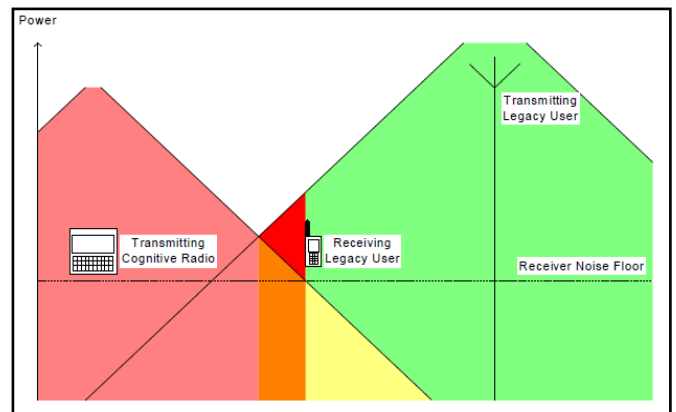 Power
Transmitting
Legacy User
Transmitting
Cognitive Radio
Receiving
Legacy User
Receiver Noise Floor